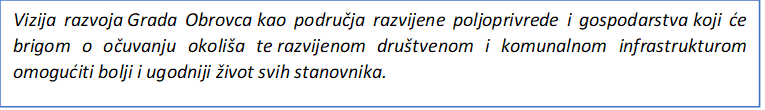 Vizija razvoja Grada Obrovca kao područja razvijene poljoprivrede i gospodarstva koji će
brigom o očuvanju okoliša te razvijenom društvenom i komunalnom infrastrukturom
omogućiti bolji i ugodniji život svih stanovnika.